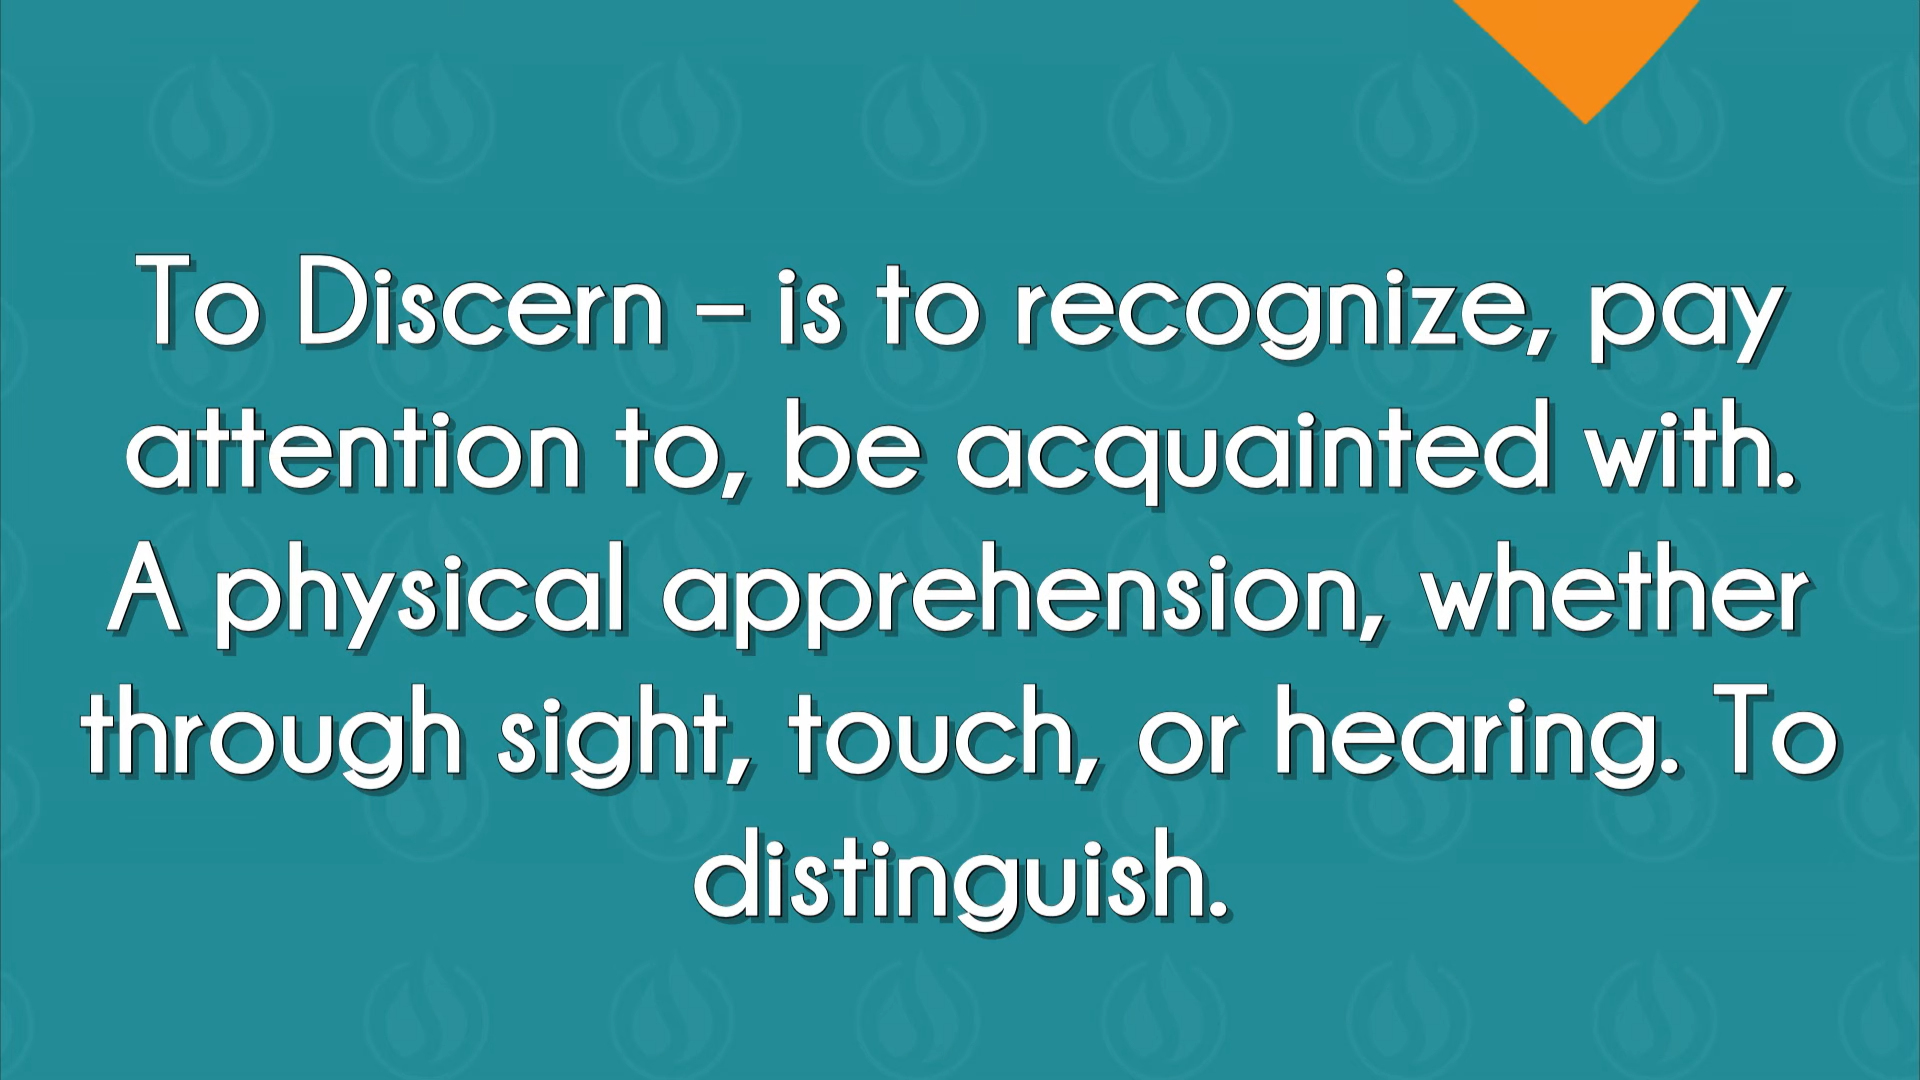 To Discern – is to recognize, pay
attention to, be acquainted with.
A physical apprehension, whether
through sight, touch, or hearing. To
distinguish.